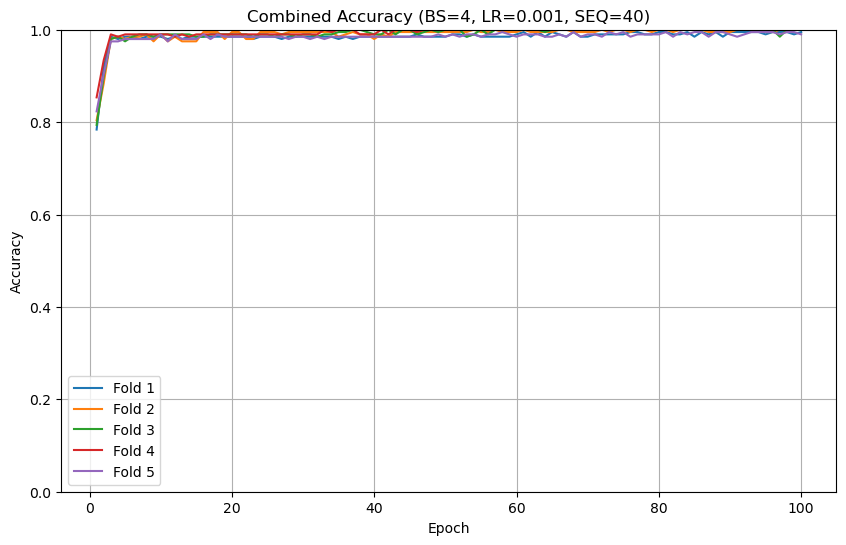 Combined Accuracy (BS=4, LR=0.001, SEQ=40)
1.0
0.8
0.6
0.4
0.2
0.0
Accuracy
Fold 1
Fold 2
Fold 3
Fold 4
Fold 5
0 20 40 60 80 100
Epoch